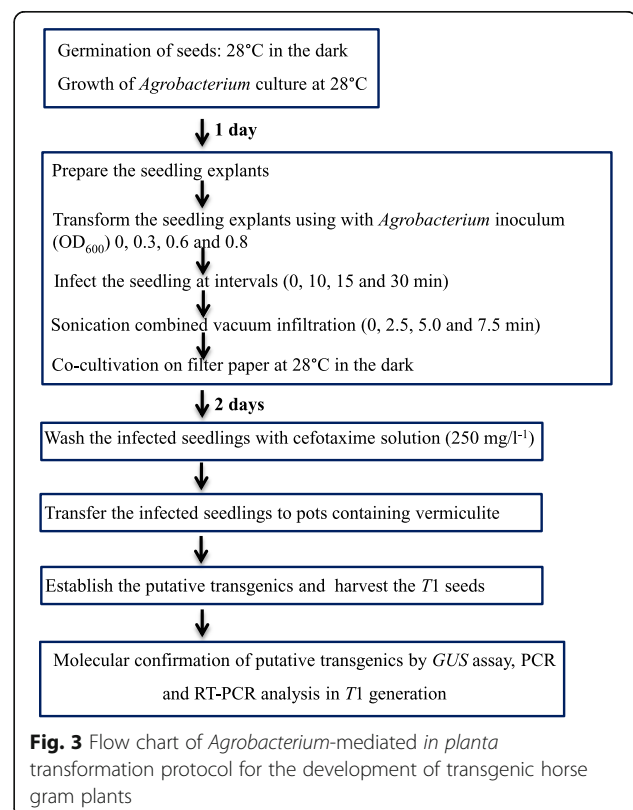 Germination of seeds: 28°C in the dark
Growth of Agrobacterium culture at 28°C
1 day
Prepare the seedling explants
Transform the seedling explants using with Agrobacterium inoculum
(OD600) 0, 0.3, 0.6 and 0.8
Infect the seedling at intervals (0, 10, 15 and 30 min)
Sonication combined vacuum infiltration (0, 2.5, 5.0 and 7.5 min)
Co-cultivation on filter paper at 28°C in the dark
2 days
Wash the infected seedlings with cefotaxime solution (250 mg/l-1)
Transfer the infected seedlings to pots containing vermiculite
Establish the putative transgenics and harvest the T1 seeds
Molecular confirmation of putative transgenics by GUS assay, PCR
and RT-PCR analysis in T1 generation
Fig. 3 Flow chart of Agrobacterium-mediated in planta
transformation protocol for the development of transgenic horse
gram plants